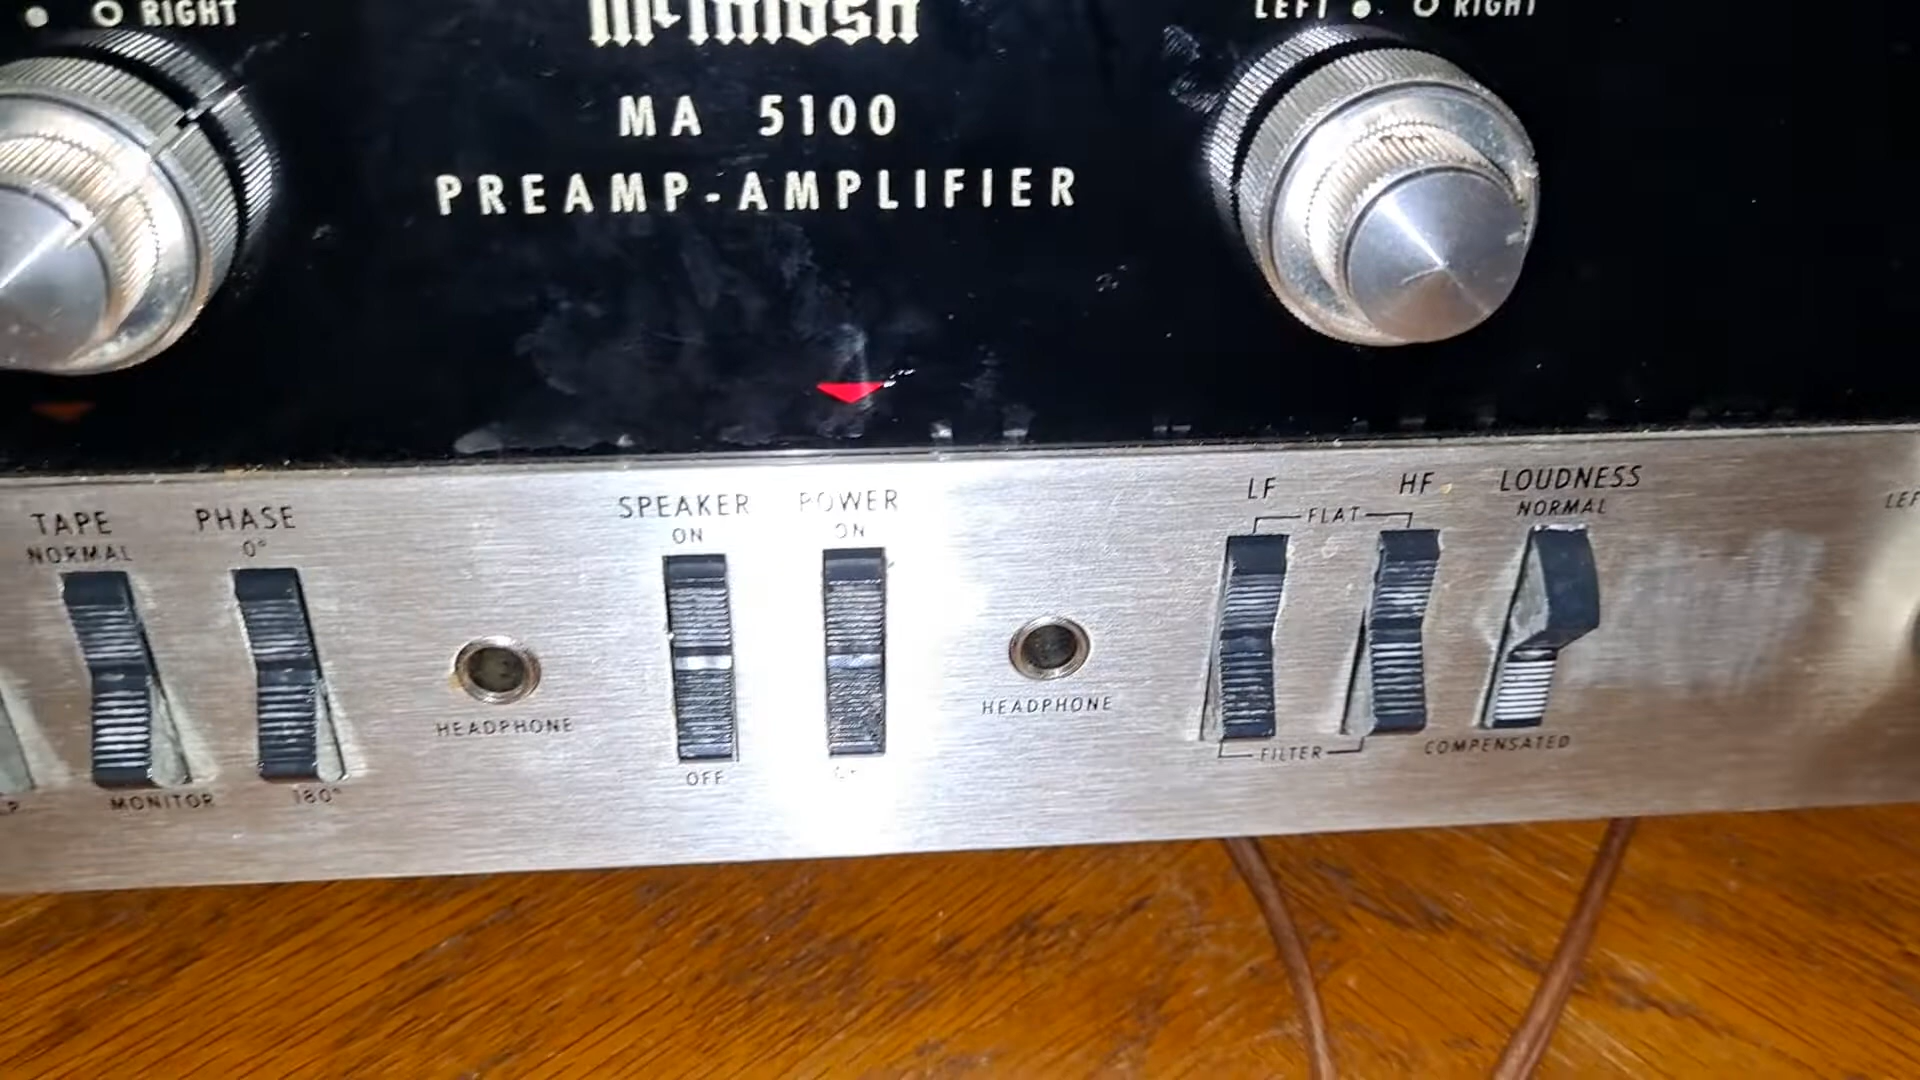 RIGHT
McIntosh
LEFT RIGHT
MA 5100
PREAMP-AMPLIFIER
TAPE
NORMAL
MONITOR
PHASE
0°
180°
HEADPHONE
SPEAKER
ON
OFF
POWER
ON
HEADPHONE
LF HF
FLAT
FILTER
LOUDNESS
NORMAL
COMPENSATED